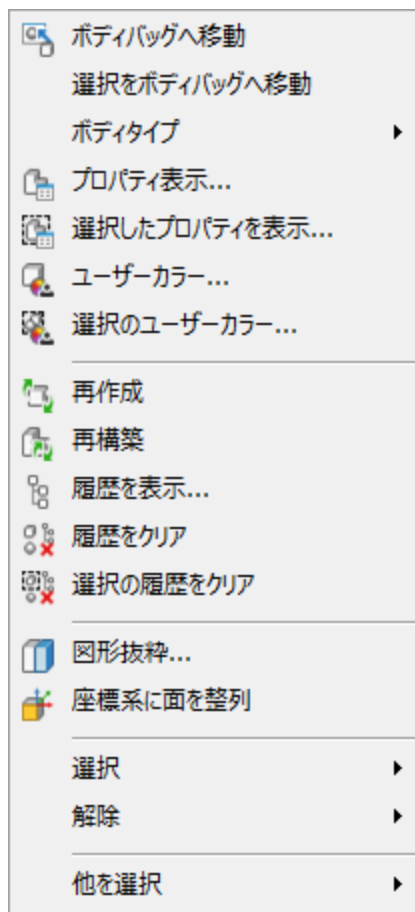 ボディバッグへ移動
選択をボディバッグへ移動
ボディタイプ
プロパティ表示...
選択したプロパティを表示...
ユーザーカラー...
選択のユーザーカラー...
再作成
再構築
履歴を表示...
履歴をクリア
選択の履歴をクリア
図形抜粋...
座標系に面を整列
選択
解除
他を選択